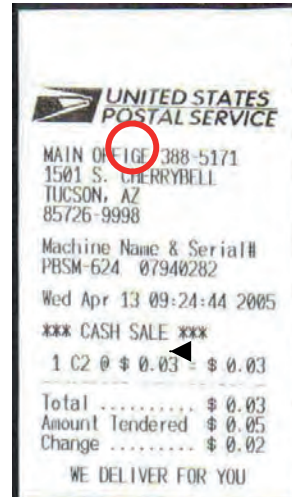 UNITED STATES
POSTAL SERVICE
MAIN OFFIGE 388-5171
1501 S. CHERRYBELL
TUCSON, AZ
85726-9998
Machine Name & Serial#
PBSM-624 07940282
Wed Apr 13 09:24:44 2005
*** CASH SALE ***
1 C2 @ $ 0.03 = $ 0.03
Total .......... $ 0.03
Amount Tendered $ 0.05
Change ......... $ 0.02
WE DELIVER FOR YOU